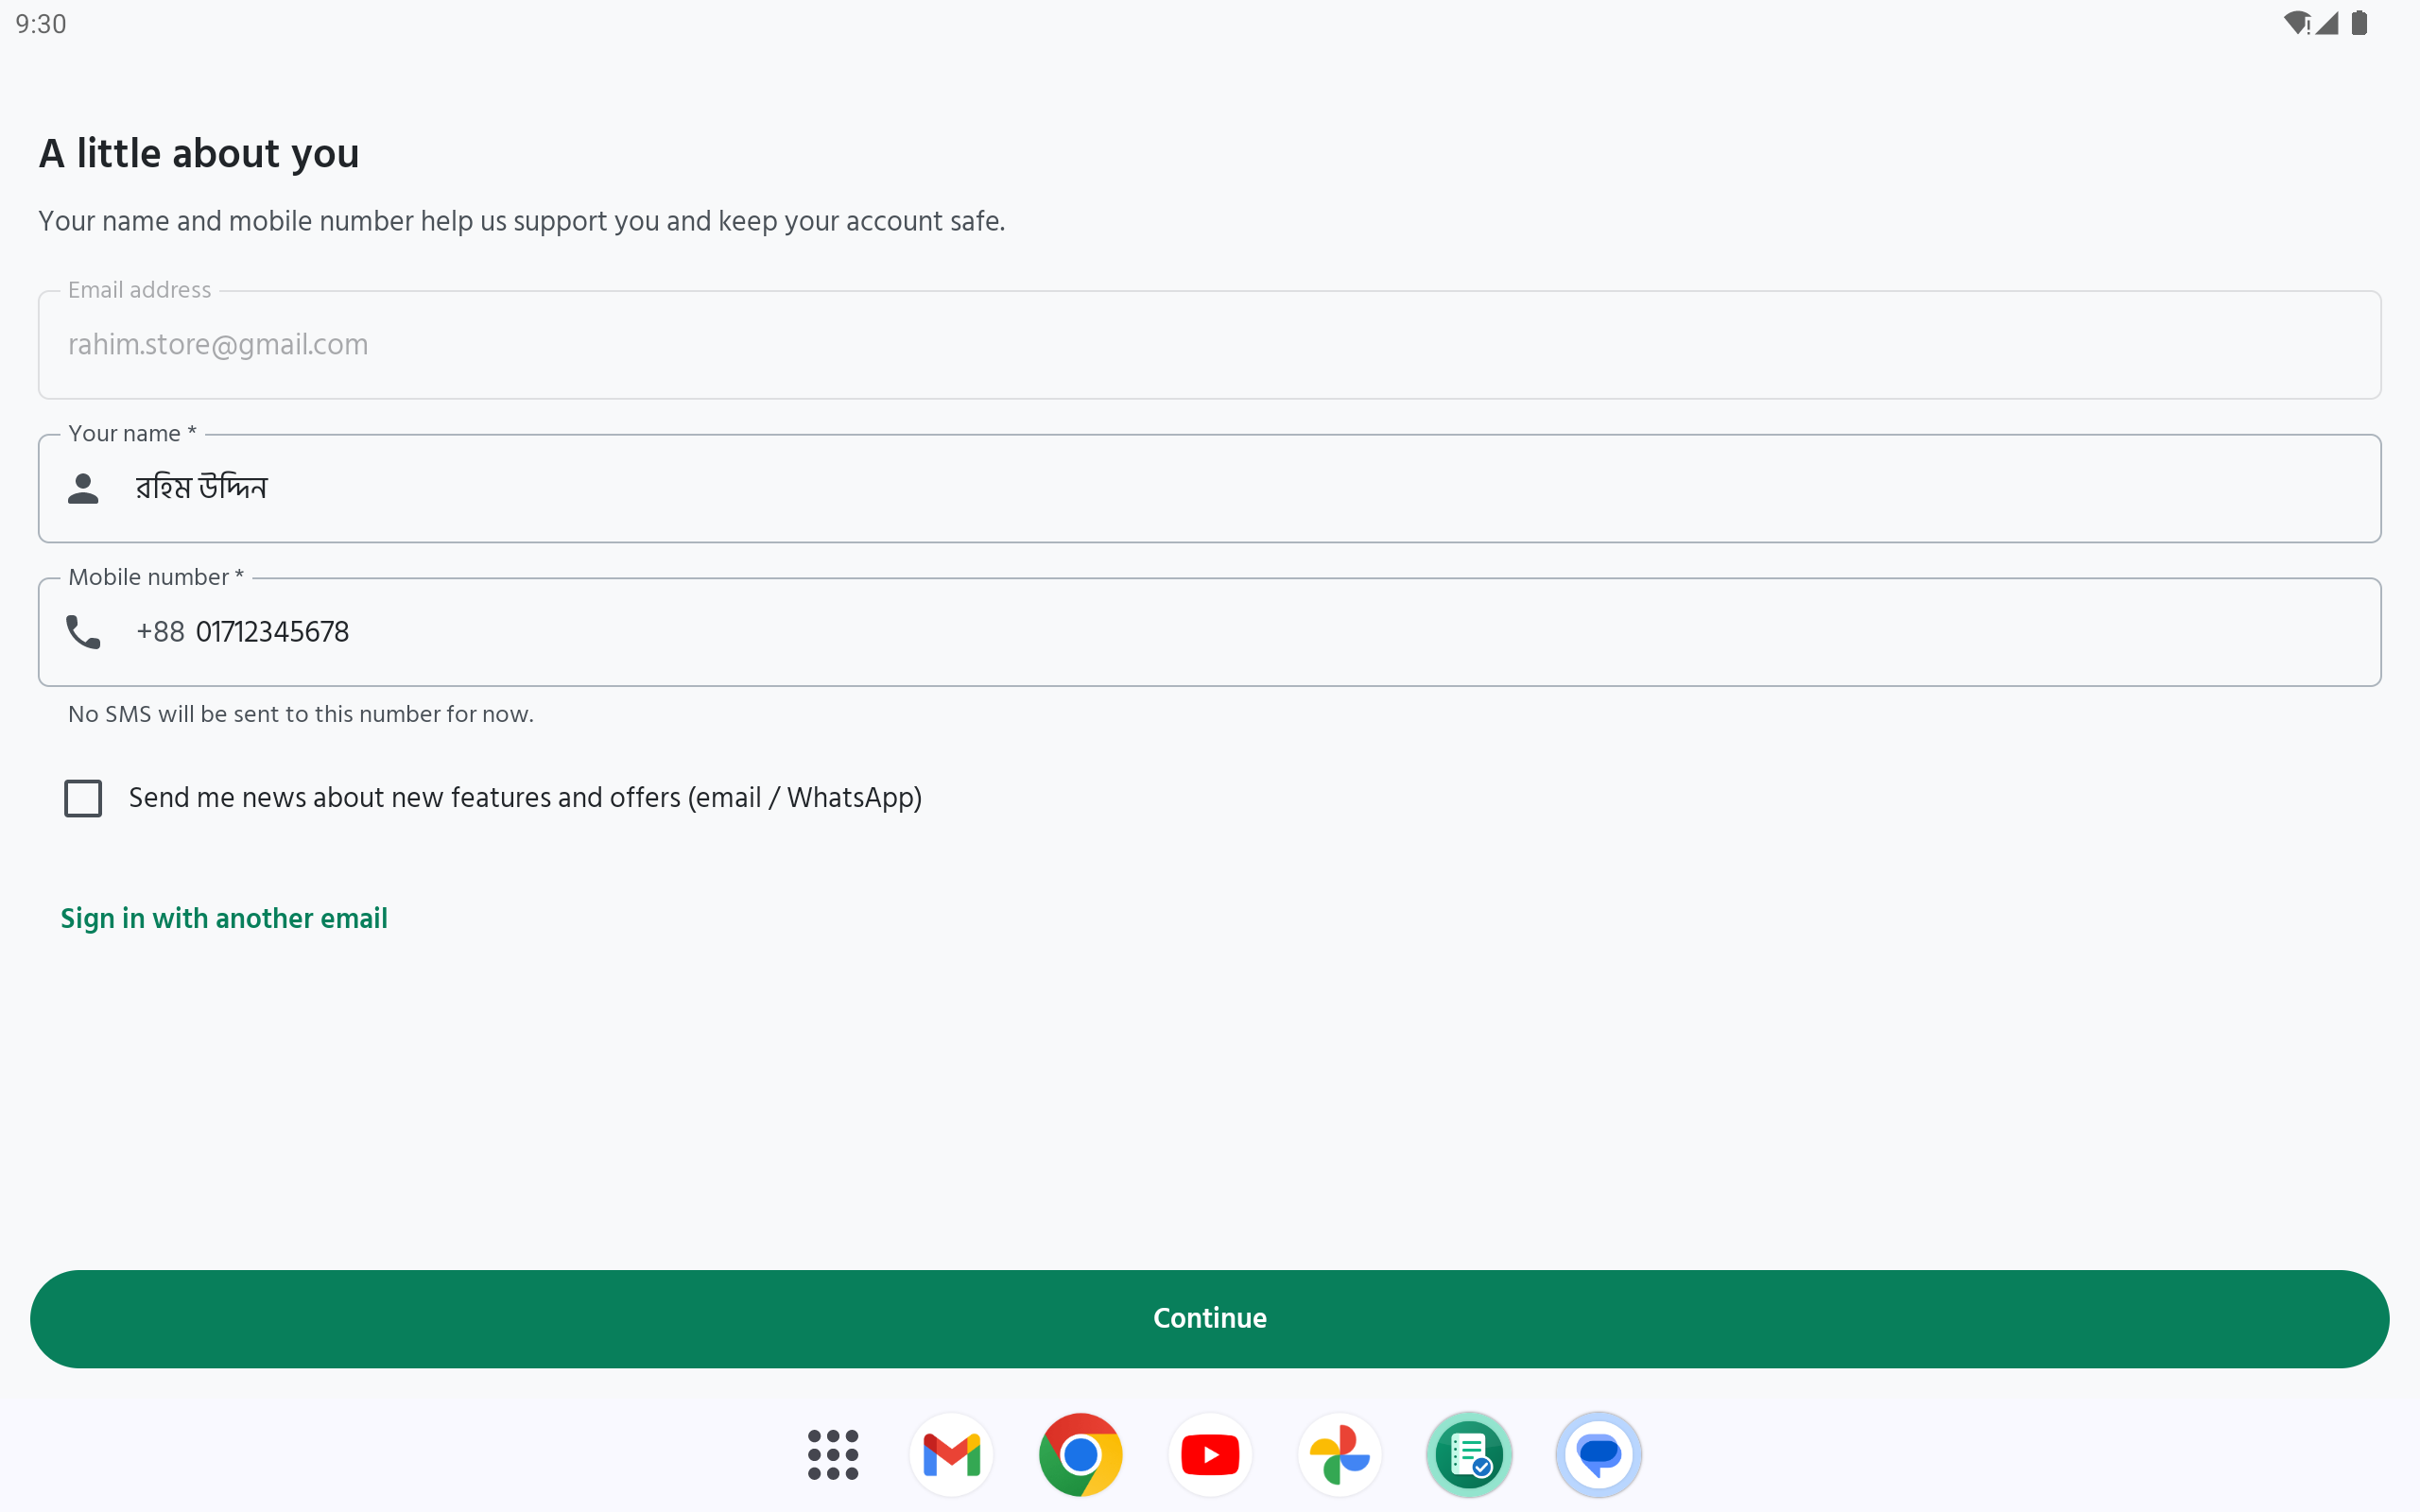 9:30
A little about you
Your name and mobile number help us support you and keep your account safe.
Email address
rahim.store@gmail.com
Your name *
রহিম উদ্দিন
Mobile number *
+88 01712345678
No SMS will be sent to this number for now.
Send me news about new features and offers (email / WhatsApp)
Sign in with another email
Continue